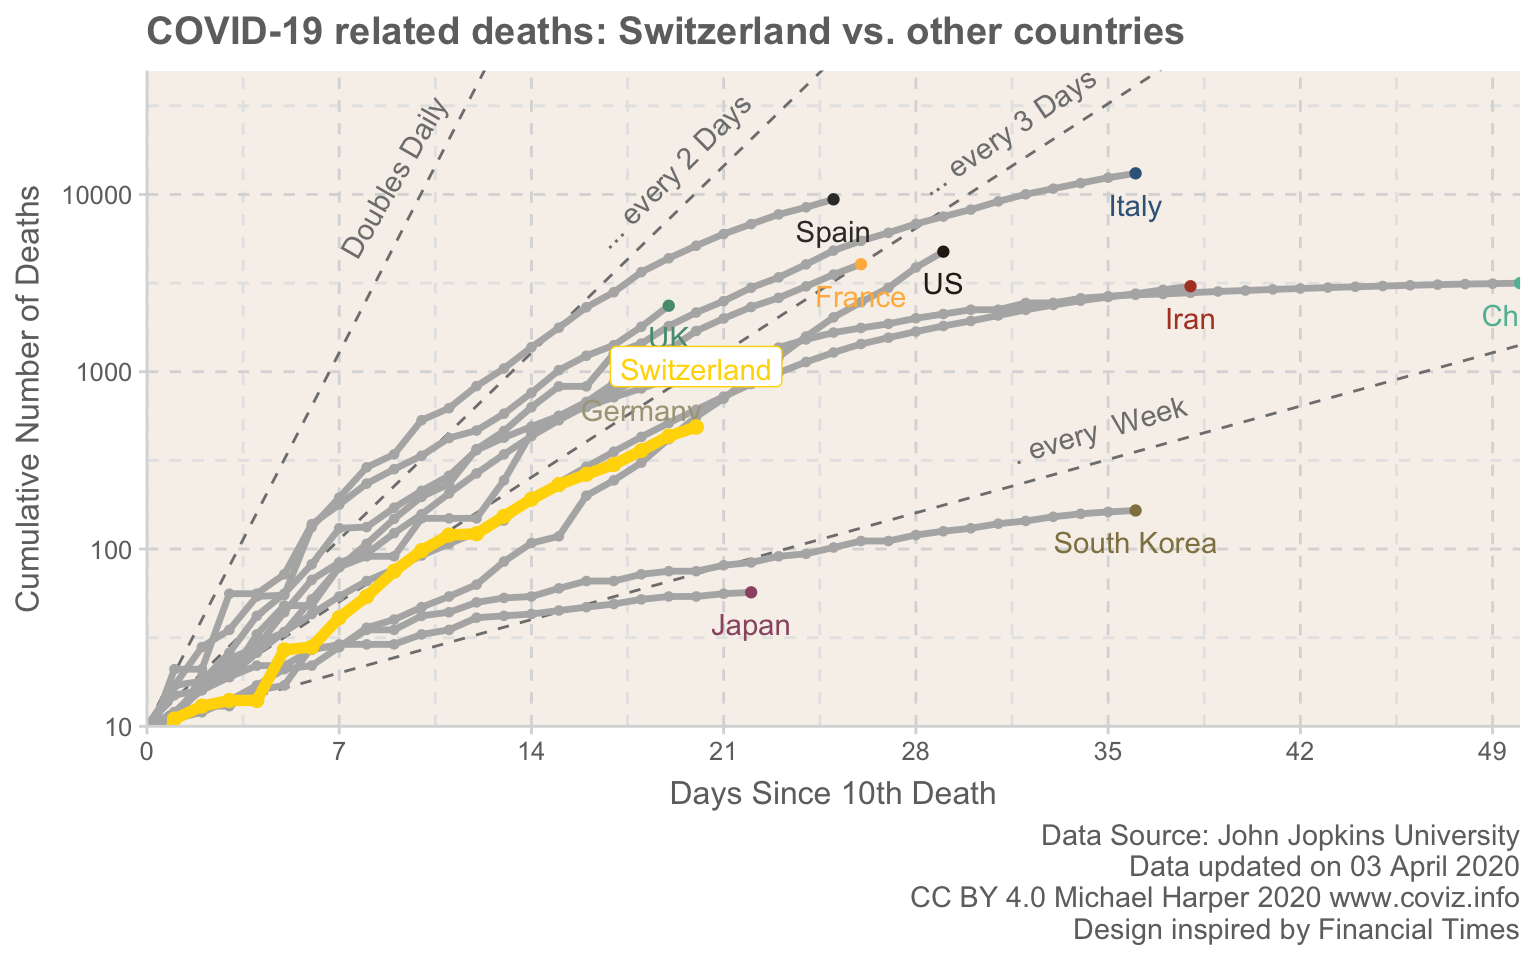 COVID-19 related deaths: Switzerland vs. other countries
Cumulative Number of Deaths
10000
1000
100
10
Doubles Daily
... every 2 Days
... every 3 Days
. every Week
Italy
Spain
US
France
Iran
Ch
UK
Switzerland
Germany
South Korea
Japan
0 7 14 21 28 35 42 49
Days Since 10th Death
Data Source: John Jopkins University
Data updated on 03 April 2020
CC BY 4.0 Michael Harper 2020 www.coviz.info
Design inspired by Financial Times